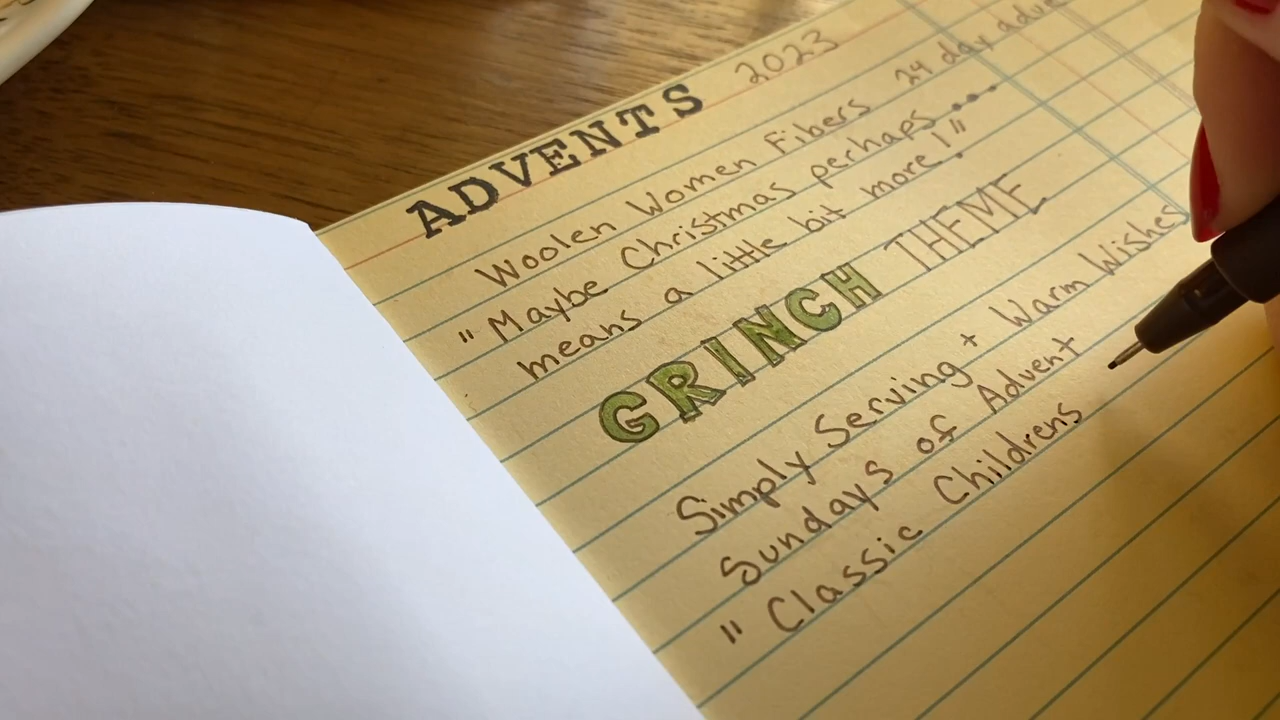 ADVENTS 2023
Woolen Women Fibers 24 day adve
"Maybe Christmas perhaps....
means a little bit more!"
GRINCH THEME
Simply Serving + Warm Wishes
Sundays of Advent
"Classic Childrens